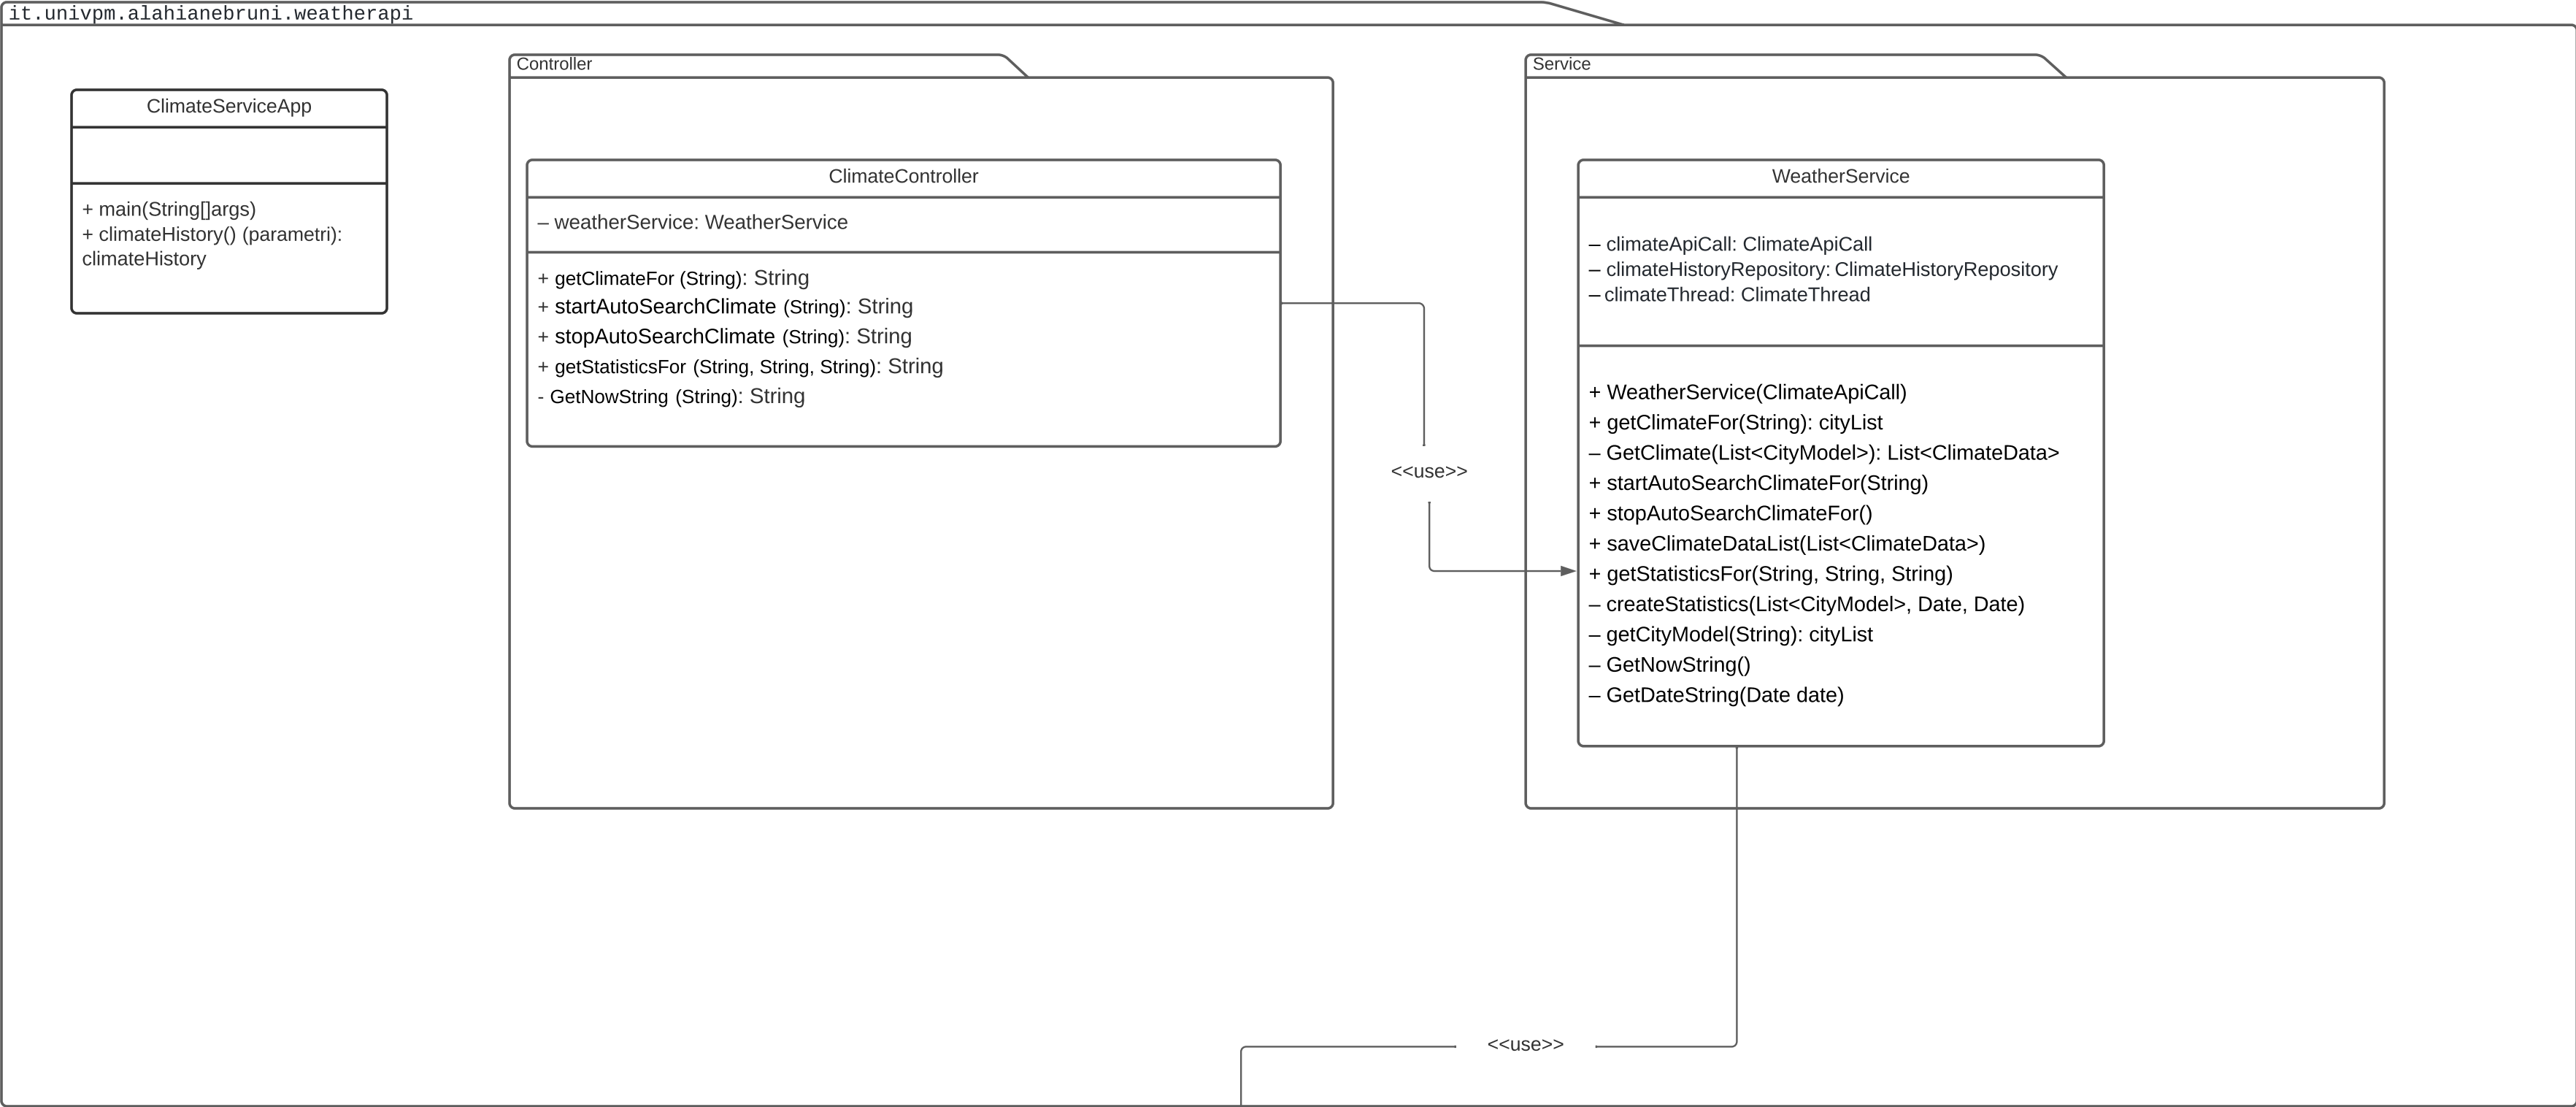 it.univpm.alahianebruni.weatherapi
ClimateServiceApp
+ main(String[]args)
+ climateHistory() (parametri):
climateHistory
Controller
ClimateController
– weatherService: WeatherService
+ getClimateFor (String): String
+ startAutoSearchClimate (String): String
+ stopAutoSearchClimate (String): String
+ getStatisticsFor (String, String, String): String
- GetNowString (String): String
<<use>>
Service
WeatherService
– climateApiCall: ClimateApiCall
– climateHistoryRepository: ClimateHistoryRepository
– climateThread: ClimateThread
+ WeatherService(ClimateApiCall)
+ getClimateFor(String): cityList
– GetClimate(List<CityModel>): List<ClimateData>
+ startAutoSearchClimateFor(String)
+ stopAutoSearchClimateFor()
+ saveClimateDataList(List<ClimateData>)
+ getStatisticsFor(String, String, String)
– createStatistics(List<CityModel>, Date, Date)
– getCityModel(String): cityList
– GetNowString()
– GetDateString(Date date)
<<use>>